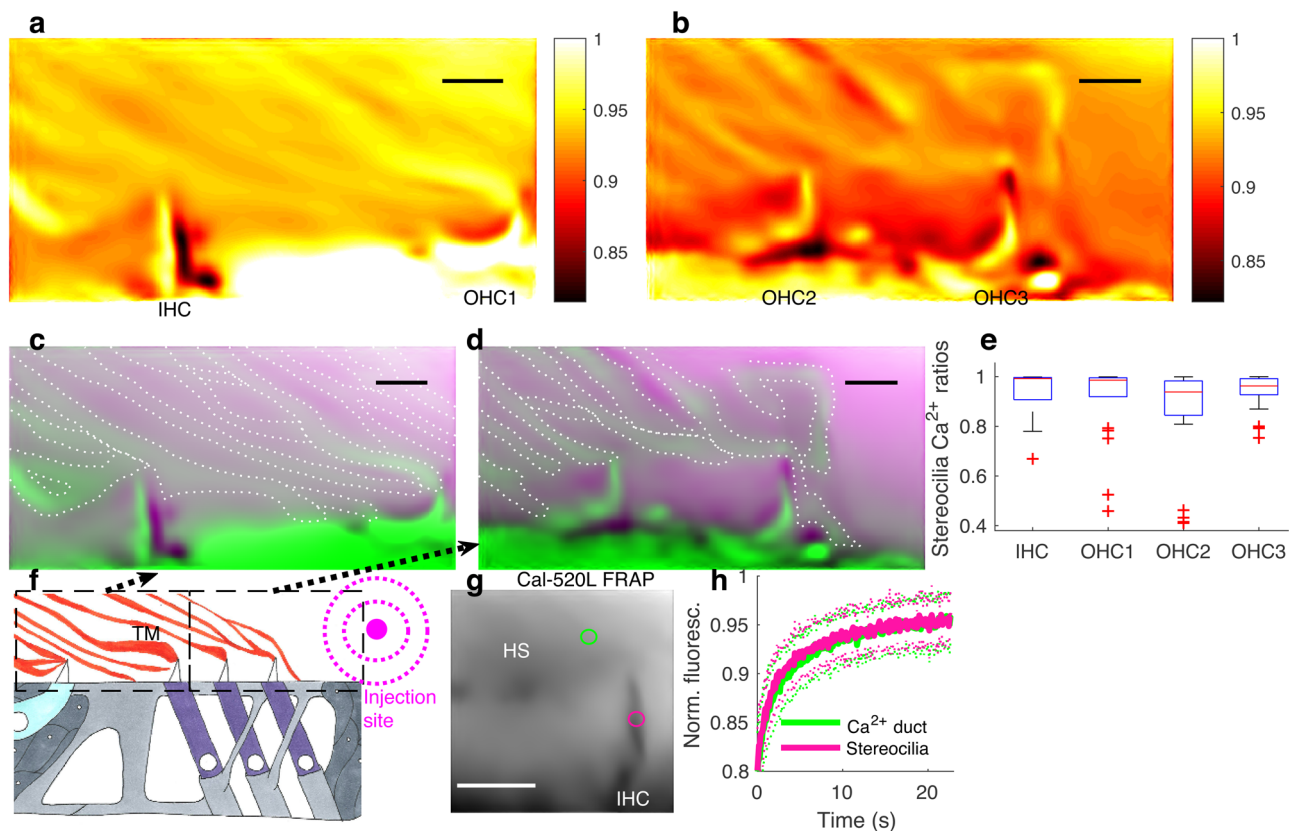 a
b
1
0.95
0.9
0.85
1
0.95
0.9
0.85
IHC
OHC1
OHC2
OHC3
c
d
e
Stereocilia Ca2+ ratios
1
0.8
0.6
0.4
IHC
OHC1
OHC2
OHC3
f
TM
Injection
site
g
Cal-520L FRAP
HS
IHC
h
Norm. fluoresc.
0.95
0.9
0.85
0.8
Ca2+ duct
Stereocilia
0
10
20
Time (s)